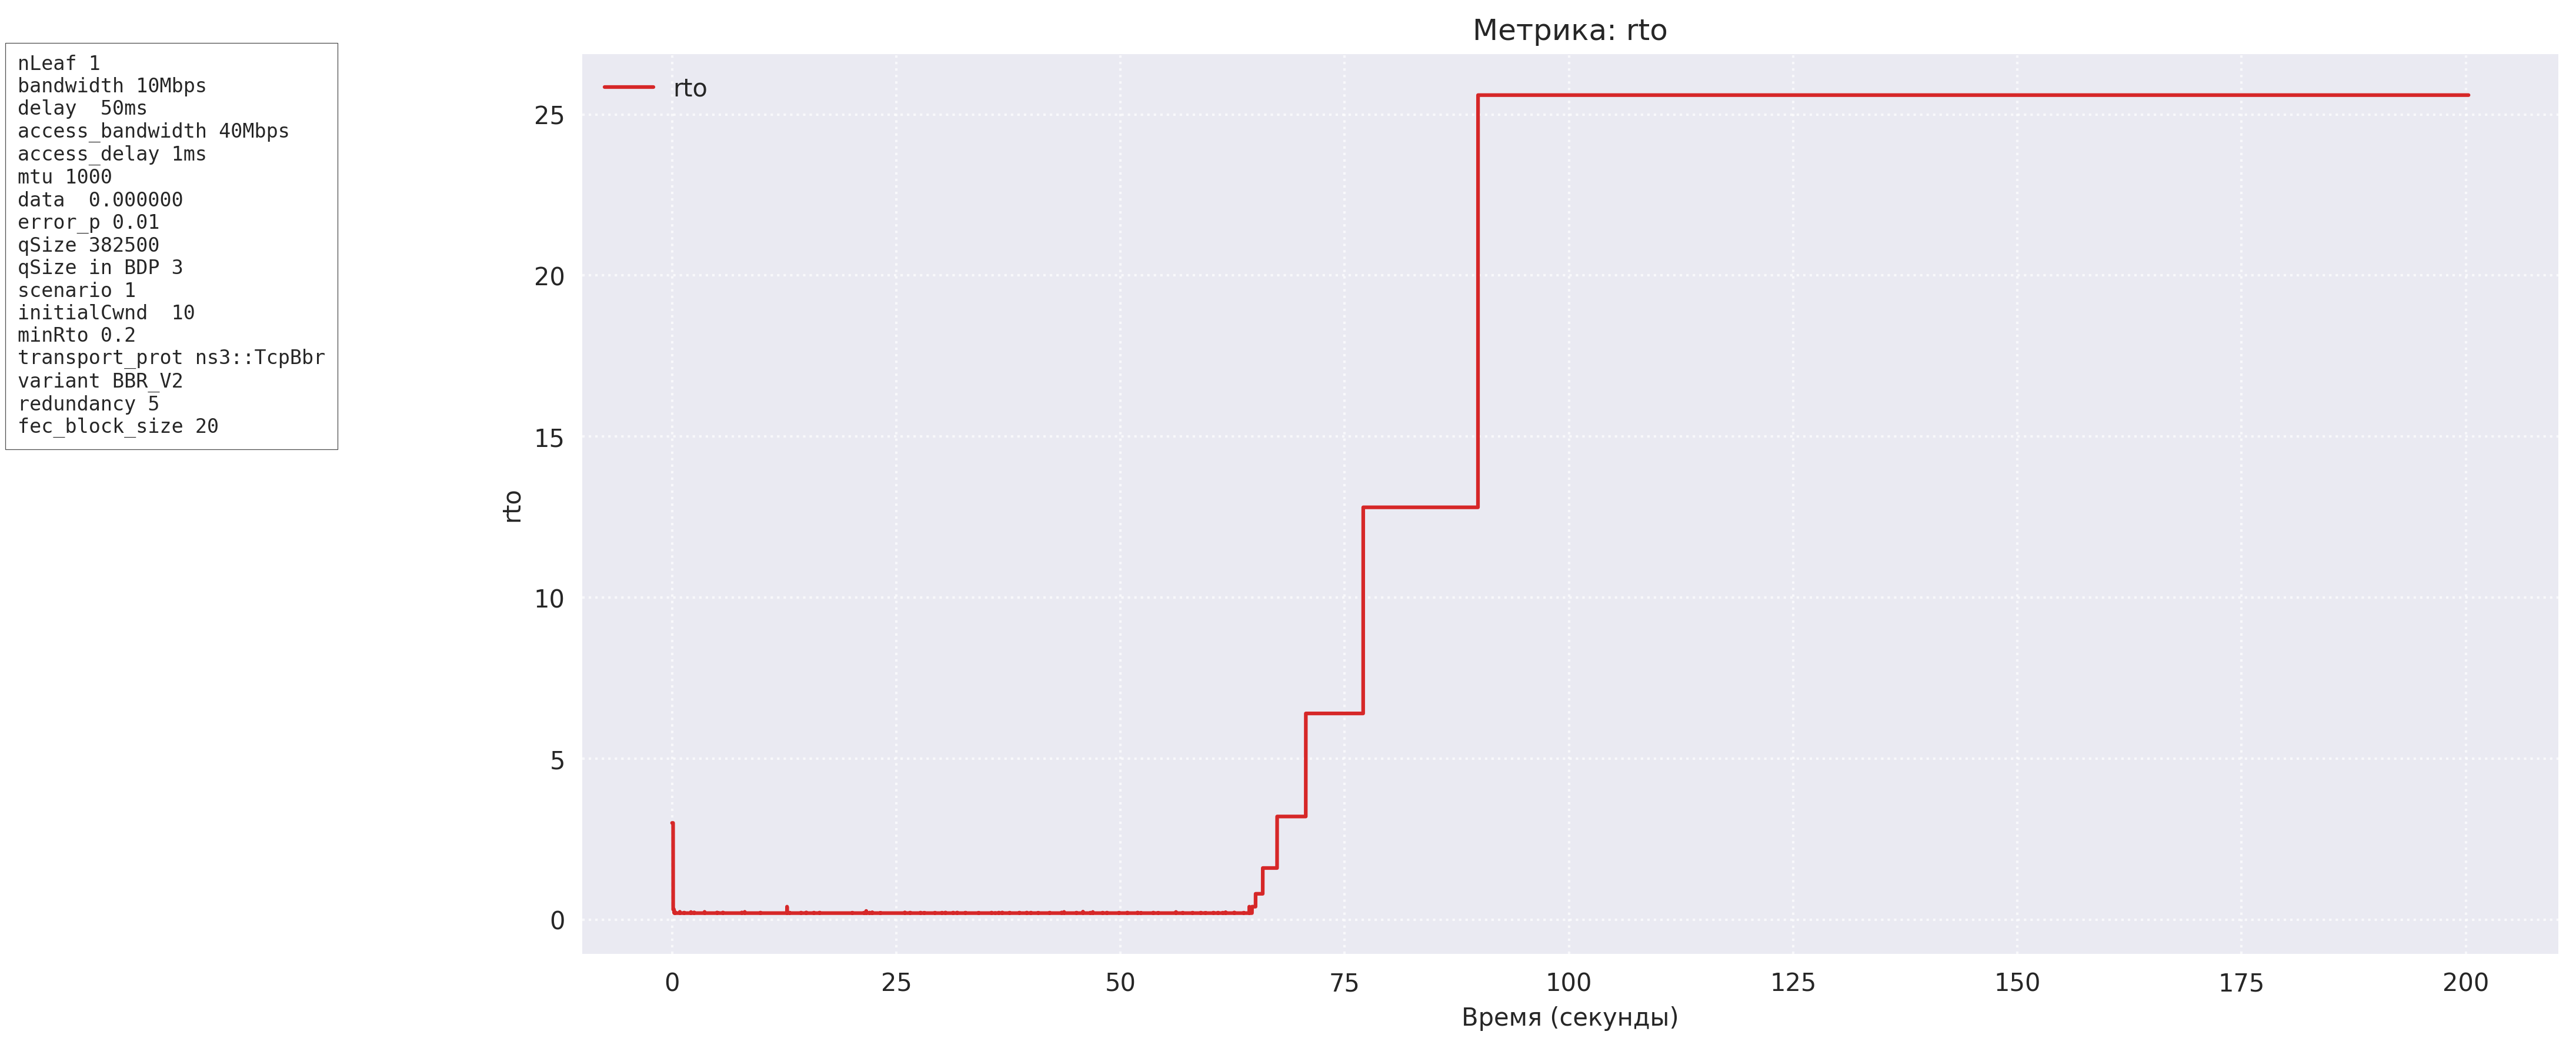 Метрика: rto
nLeaf 1
bandwidth 10Mbps
delay  50ms
access_bandwidth 40Mbps
access_delay 1ms
mtu 1000
data  0.000000
error_p 0.01
qSize 382500
qSize in BDP 3
scenario 1
initialCwnd  10
minRto 0.2
transport_prot ns3::TcpBbr
variant BBR_V2
redundancy 5
fec_block_size 20
rto
25
20
15
10
5
0
rto
0 25 50 75 100 125 150 175 200
Время (секунды)